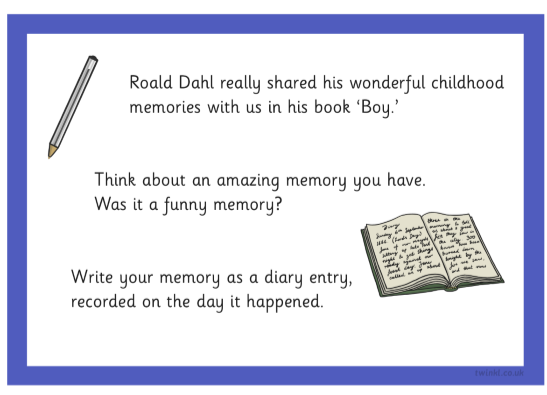 Roald Dahl really shared his wonderful childhood
memories with us in his book ‘Boy.’
Think about an amazing memory you have.
Was it a funny memory?
Write your memory as a diary entry,
recorded on the day it happened.
twinkl.co.uk